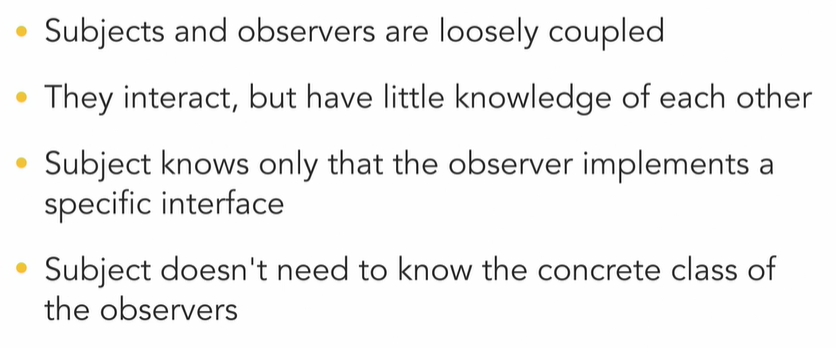 • Subjects and observers are loosely coupled
• They interact, but have little knowledge of each other
• Subject knows only that the observer implements a
specific interface
• Subject doesn't need to know the concrete class of
the observers